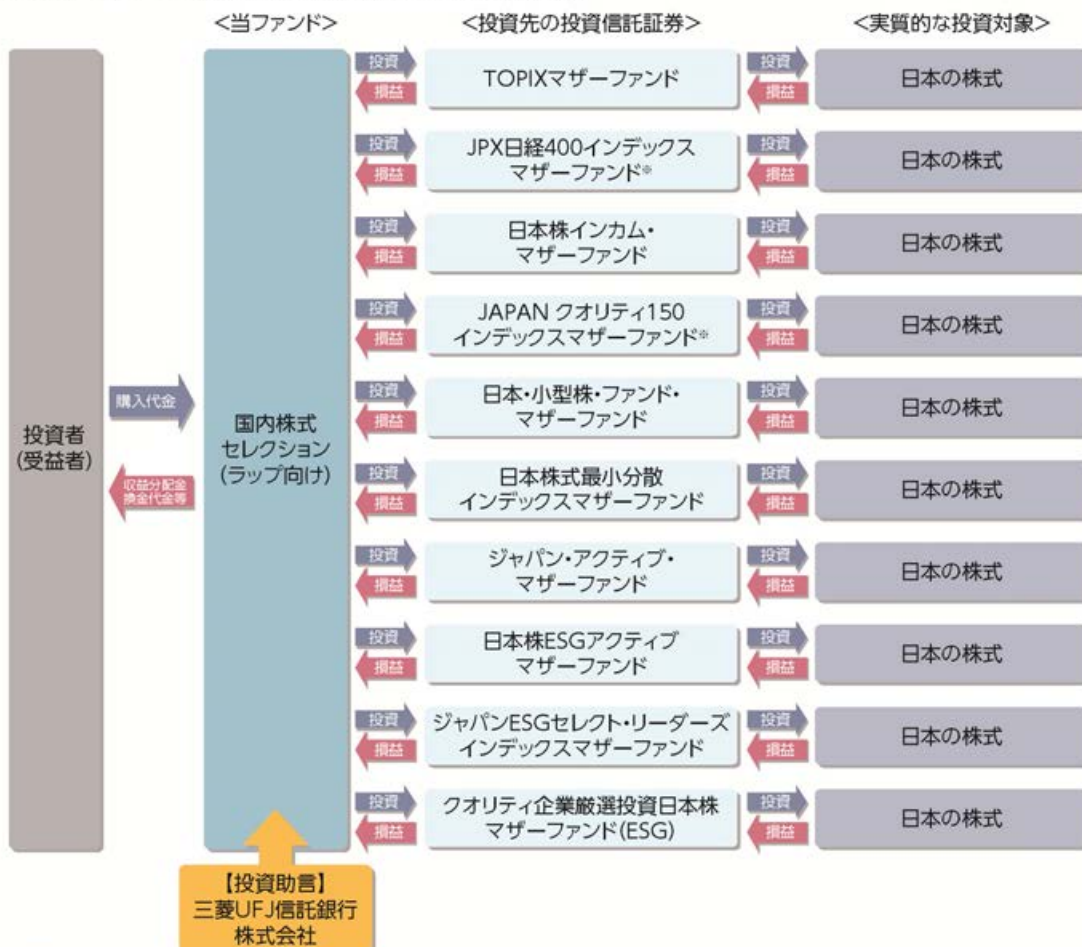 <当ファンド>
<投資先の投資信託証券>
<実質的な投資対象>
投資者
(受益者)
購入代金
収益分配金
換金代金等
国内株式
セレクション
(ラップ向け)
【投資助言】
三菱UFJ信託銀行
株式会社
投資
損益
TOPIXマザーファンド
投資
損益
日本の株式
投資
損益
JPX日経400インデックス
マザーファンド※
投資
損益
日本の株式
投資
損益
日本株インカム・
マザーファンド
投資
損益
日本の株式
投資
損益
JAPAN クオリティ150
インデックスマザーファンド※
投資
損益
日本の株式
投資
損益
日本・小型株・ファンド・
マザーファンド
投資
損益
日本の株式
投資
損益
日本株式最小分散
インデックスマザーファンド
投資
損益
日本の株式
投資
損益
ジャパン・アクティブ・
マザーファンド
投資
損益
日本の株式
投資
損益
日本株ESGアクティブ
マザーファンド
投資
損益
日本の株式
投資
損益
ジャパンESGセレクト・リーダーズ
インデックスマザーファンド
投資
損益
日本の株式
投資
損益
クオリティ企業厳選投資日本株
マザーファンド(ESG)
投資
損益
日本の株式